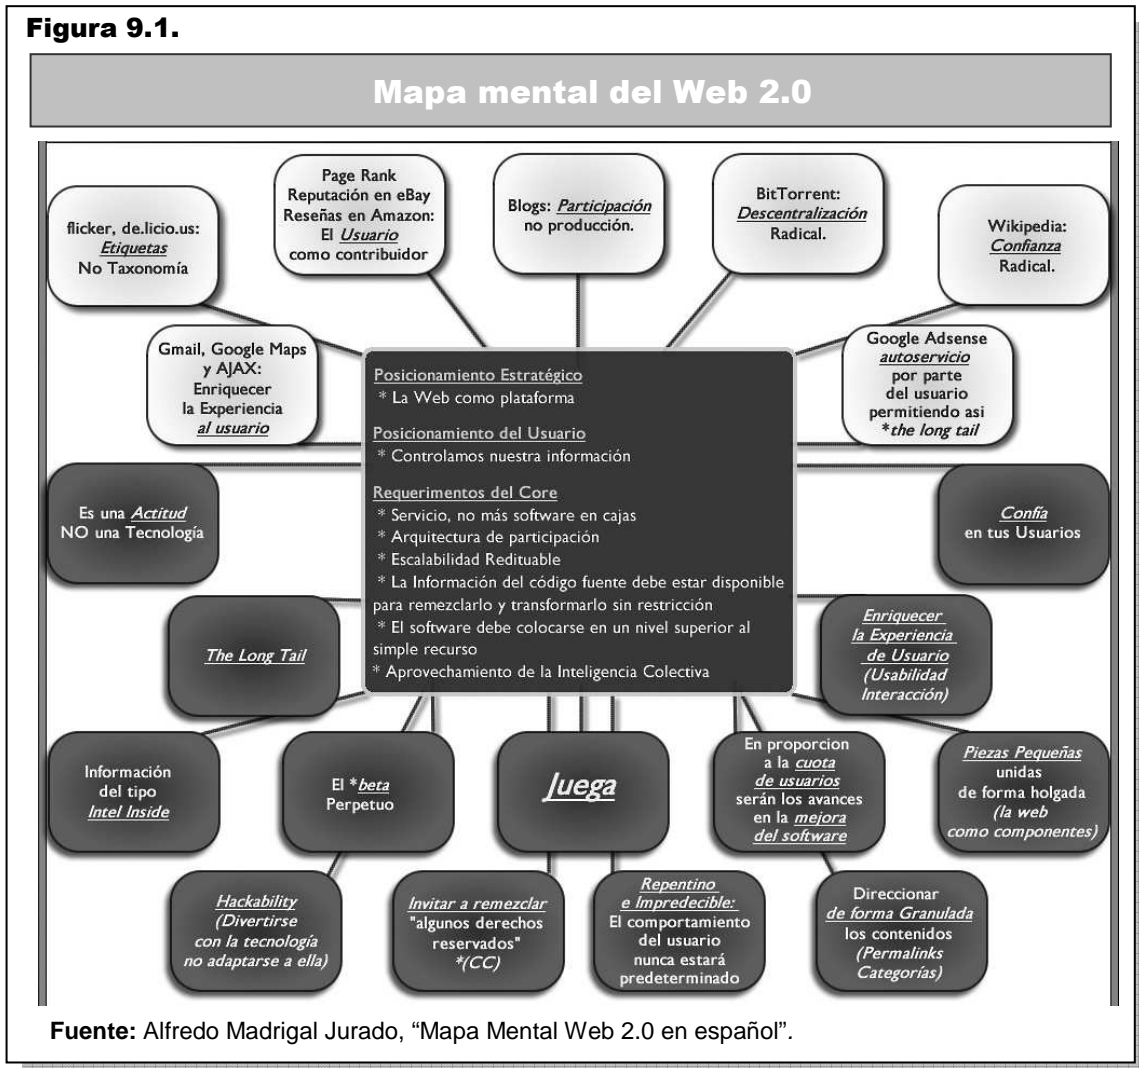 Figura 9.1.
Mapa mental del Web 2.0
flicker, de.licio.us:
Etiquetas
No Taxonomía
Page Rank
Reputación en eBay
Reseñas en Amazon:
El Usuario
como contribuidor
Blogs: Participación
no producción.
BitTorrent:
Descentralización
Radical.
Wikipedia:
Confianza
Radical.
Gmail, Google Maps
y AJAX:
Enriquecer
la Experiencia
al usuario
Google Adsense
autoservicio
por parte
del usuario
permitiendo asi
*the long tail
Posicionamiento Estratégico
* La Web como plataforma
Posicionamiento del Usuario
* Controlamos nuestra información
Requerimentos del Core
* Servicio, no más software en cajas
* Arquitectura de participación
* Escalabilidad Redituable
* La Información del código fuente debe estar disponible
para remezclarlo y transformarlo sin restricción
* El software debe colocarse en un nivel superior al
simple recurso
* Aprovechamiento de la Inteligencia Colectiva
Es una Actitud
NO una Tecnología
Confía
en tus Usuarios
The Long Tail
Enriquecer
la Experiencia
de Usuario
(Usabilidad
Interacción)
Información
del tipo
Intel Inside
El *beta
Perpetuo
Juega
En proporcion
a la cuota
de usuarios
serán los avances
en la mejora
del software
Piezas Pequeñas
unidas
de forma holgada
(la web
como componentes)
Hackability
(Divertirse
con la tecnología
no adaptarse a ella)
Invitar a remezclar
"algunos derechos
reservados"
*(CC)
Repentino
e Impredecible:
El comportamiento
del usuario
nunca estará
predeterminado
Direccionar
de forma Granulada
los contenidos
(Permalinks
Categorías)
Fuente: Alfredo Madrigal Jurado, “Mapa Mental Web 2.0 en español”.